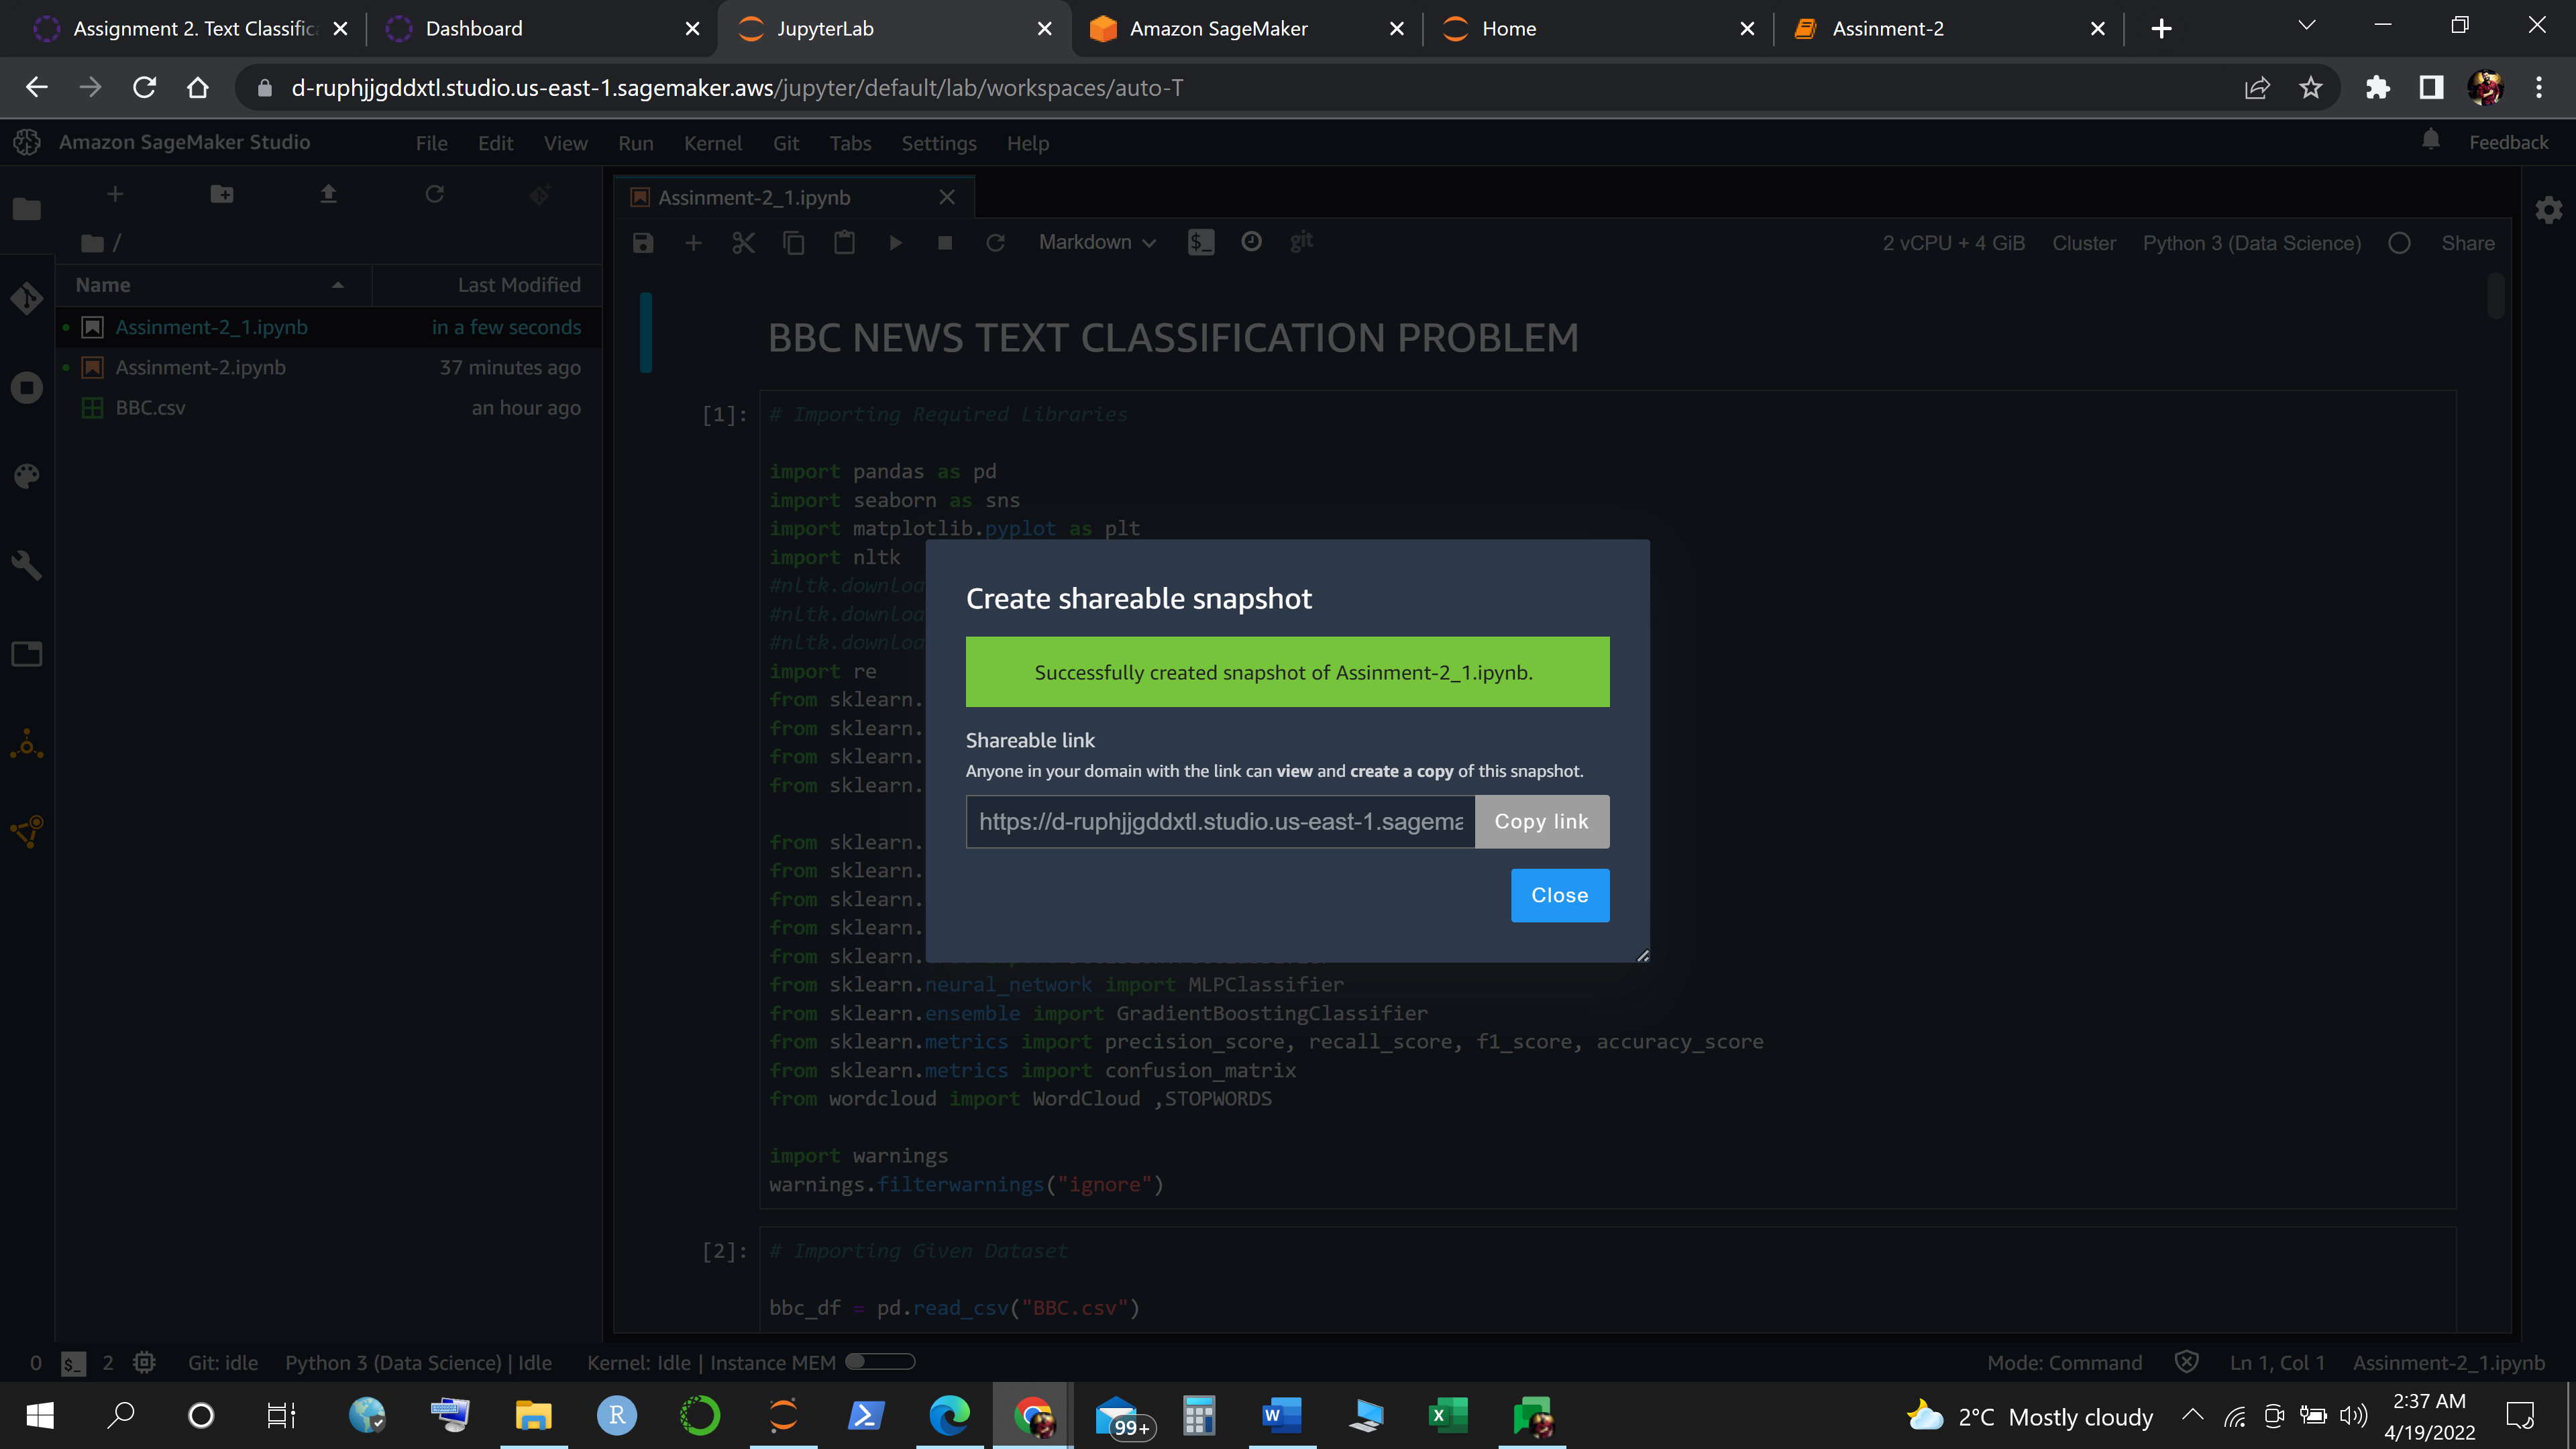 Assignment 2. Text Classific
Dashboard
JupyterLab
Amazon SageMaker
Home
Assinment-2
d-ruphjjgddxtl.studio.us-east-1.sagemaker.aws/jupyter/default/lab/workspaces/auto-T
Amazon SageMaker Studio
File Edit View Run Kernel Git Tabs Settings Help
Feedback
/
Name Last Modified
Assinment-2_1.ipynb in a few seconds
Assinment-2.ipynb 37 minutes ago
BBC.csv an hour ago
Assinment-2_1.ipynb
Markdown
$_
git
2 vCPU + 4 GiB Cluster Python 3 (Data Science) Share
BBC NEWS TEXT CLASSIFICATION PROBLEM
[1]: # Importing Required Libraries
import pandas as pd
import seaborn as sns
import matplotlib.pyplot as plt
import nltk
#nltk.downloa
#nltk.downloa
#nltk.downloa
import re
from sklearn.
from sklearn.
from sklearn.
from sklearn.
from sklearn.
from sklearn.
from sklearn.
from sklearn.
from sklearn.
from sklearn.neural_network import MLPClassifier
from sklearn.ensemble import GradientBoostingClassifier
from sklearn.metrics import precision_score, recall_score, f1_score, accuracy_score
from sklearn.metrics import confusion_matrix
from wordcloud import WordCloud ,STOPWORDS
import warnings
warnings.filterwarnings("ignore")
[2]: # Importing Given Dataset
bbc_df = pd.read_csv("BBC.csv")
Create shareable snapshot
Successfully created snapshot of Assinment-2_1.ipynb.
Shareable link
Anyone in your domain with the link can view and create a copy of this snapshot.
https://d-ruphjjgddxtl.studio.us-east-1.sagema
Copy link
Close
0 $_ 2 Git: idle Python 3 (Data Science) | Idle Kernel: Idle | Instance MEM
Mode: Command Ln 1, Col 1 Assinment-2_1.ipynb
R
99+
W
X
2°C Mostly cloudy
2:37 AM
4/19/2022